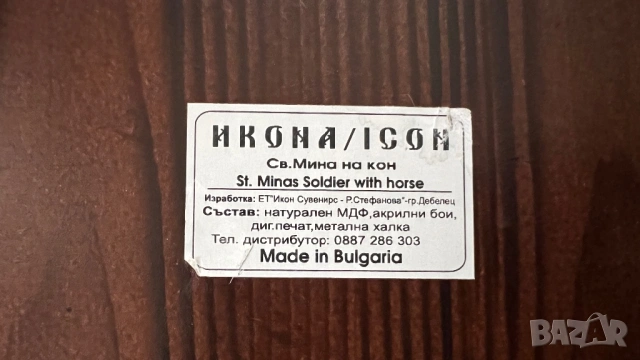 ИКОНА/ICON
Св.Мина на кон
St. Minas Soldier with horse
Изработка: ЕТ"Икон Сувенирс - Р.Стефанова"-гр.Дебелец
Състав: натурален МДФ,акрилни бои,
диг.печат,метална халка
Тел. дистрибутор: 0887 286 303
Made in Bulgaria
BAZAR